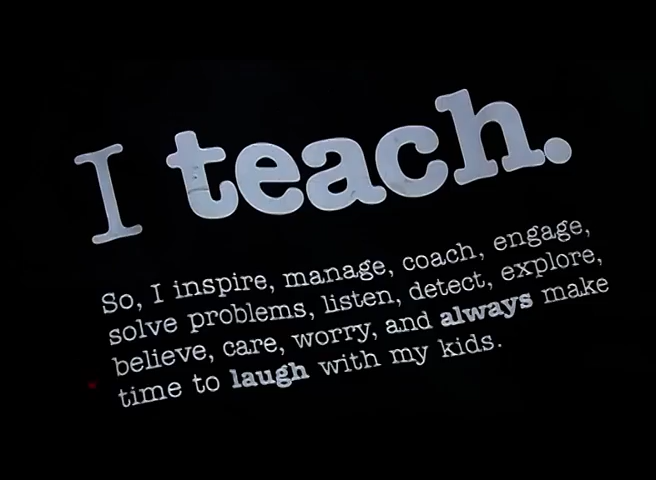 I teach.
So, I inspire, manage, coach, engage,
solve problems, listen, detect, explore,
believe, care, worry, and always make
time to laugh with my kids.